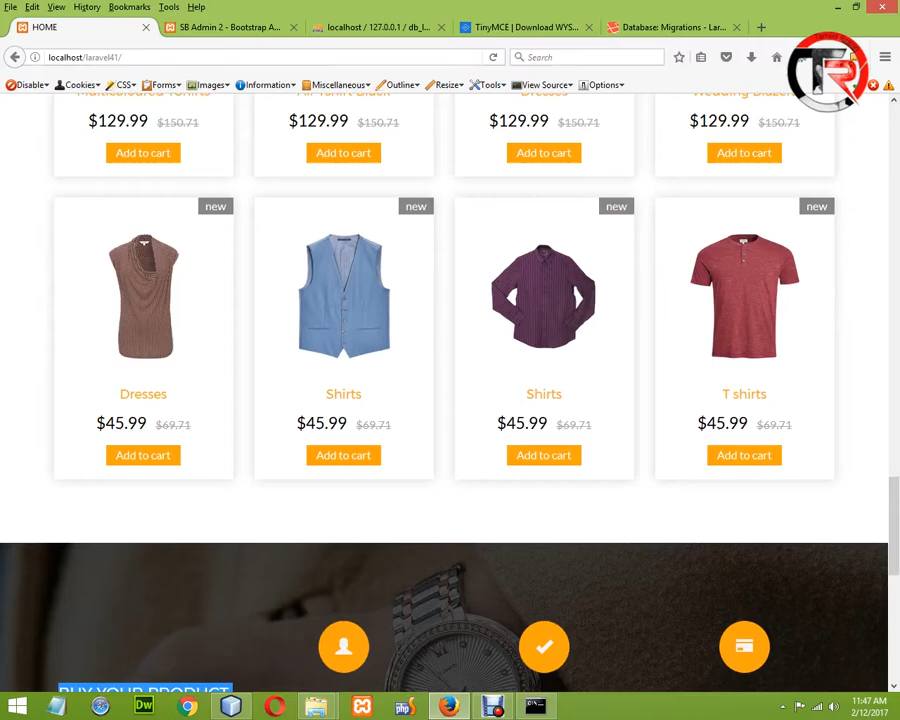 File Edit View History Bookmarks Tools Help
HOME × SB Admin 2 - Bootstrap A... × localhost / 127.0.0.1 / db_l... × TinyMCE | Download WYS... × Database: Migrations - Lar... × +
localhost/laravel41/ Search
Disable Cookies CSS Forms Images Information Miscellaneous Outline Resize Tools View Source Options
Dresses
$129.99 $150.71 $129.99 $150.71 $129.99 $150.71 $129.99 $150.71
Add to cart Add to cart Add to cart Add to cart
new new new new
Dresses Shirts Shirts T shirts
$45.99 $69.71 $45.99 $69.71 $45.99 $69.71 $45.99 $69.71
Add to cart Add to cart Add to cart Add to cart
BUY YOUR PRODUCT
Dw php
11:47 AM
2/12/2017